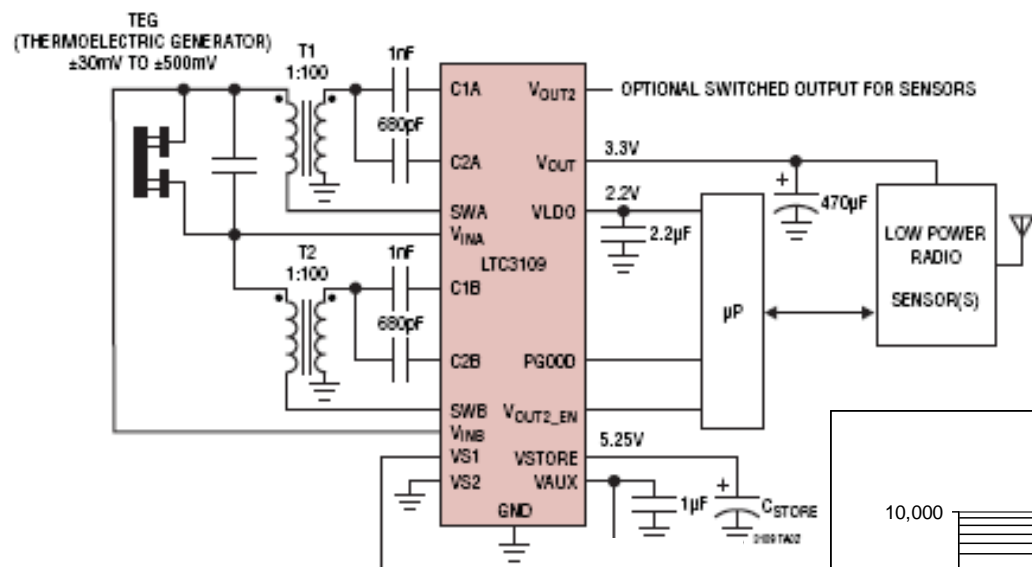 TEG
(THERMOELECTRIC GENERATOR)
±30mV TO ±500mV
T1
1:100
1nF
680pF
C1A
C2A
SWA
VINA
T2
1:100
1nF
680pF
C1B
C2B
SWB
VINB
VS1
VS2
GND
LTC3109
VOUT2
OPTIONAL SWITCHED OUTPUT FOR SENSORS
VOUT
3.3V
VLDO
2.2V
2.2µF
+
470µF
LOW POWER
RADIO
SENSOR(S)
µP
PGOOD
VOUT2_EN
5.25V
VSTORE
VAUX
1µF
+
CSTORE
3109 TA02
10,000